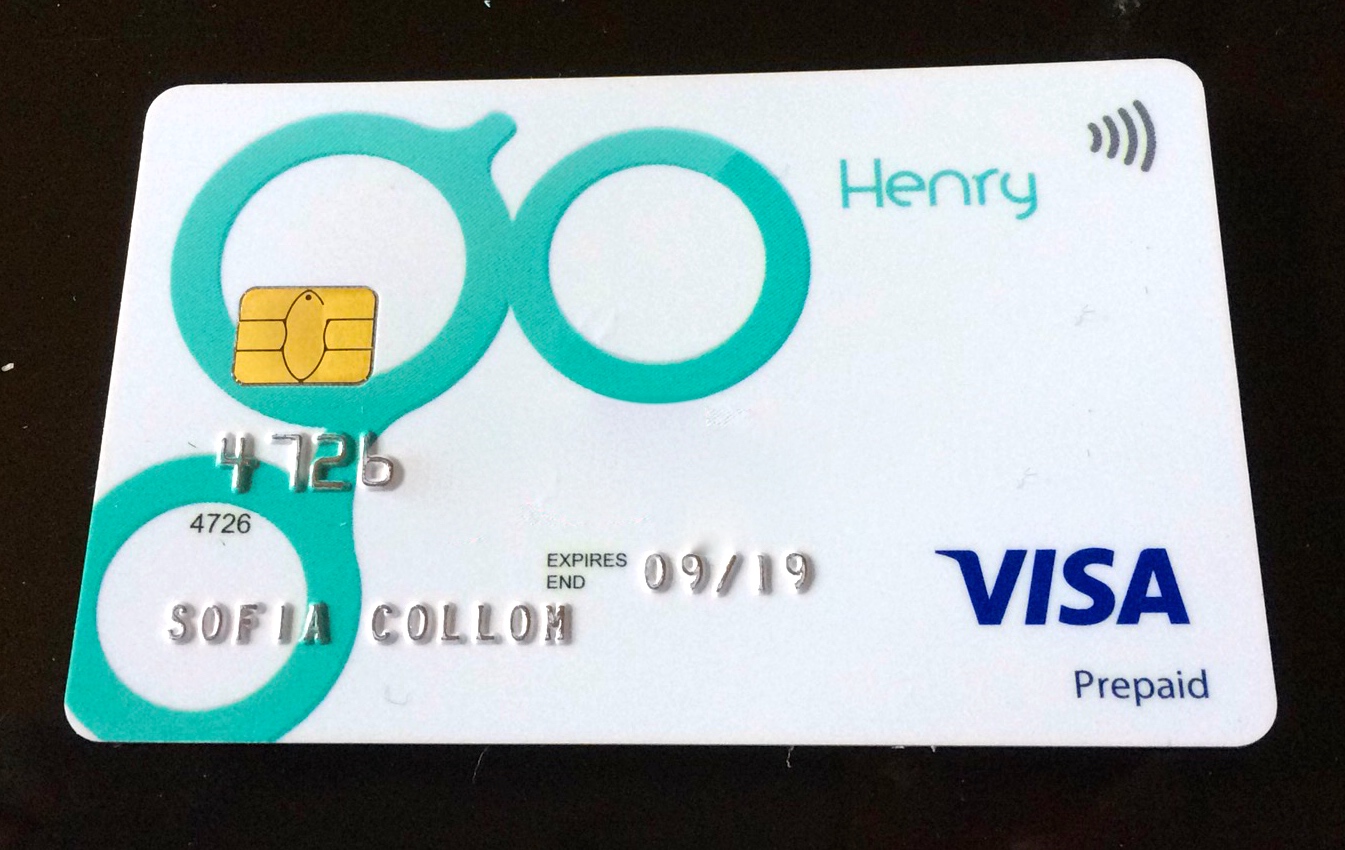 Henry
4726
4726
EXPIRES
END 09/19
SOFIA COLLOM
VISA
Prepaid